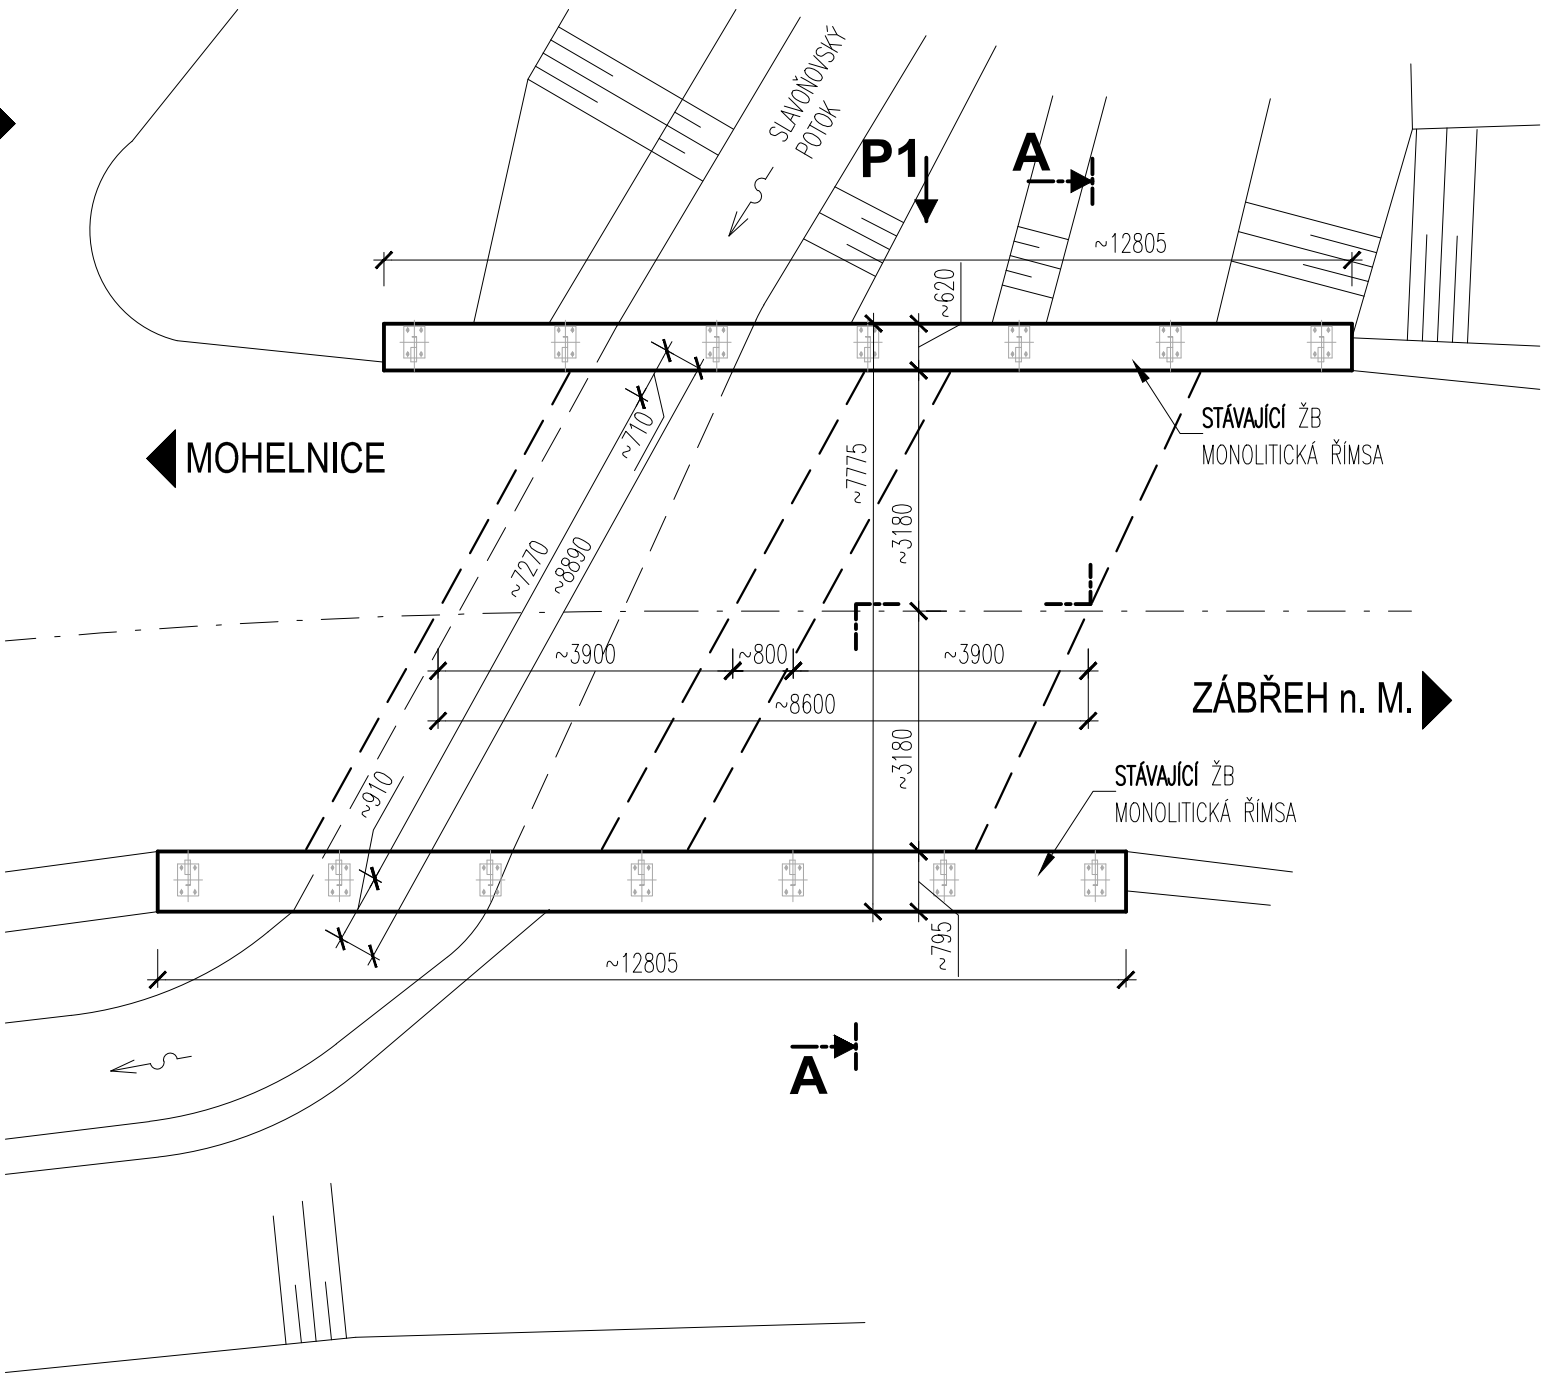 SLAVOŇOVSKÝ
POTOK
P1
A
~12805
~620
STÁVAJÍCÍ ŽB
MONOLITICKÁ ŘÍMSA
MOHELNICE
~710
~7775
~3180
~7270
~8890
~3900
~800
~3900
~8600
ZÁBŘEH n. M.
~3180
~910
STÁVAJÍCÍ ŽB
MONOLITICKÁ ŘÍMSA
~795
~12805
A